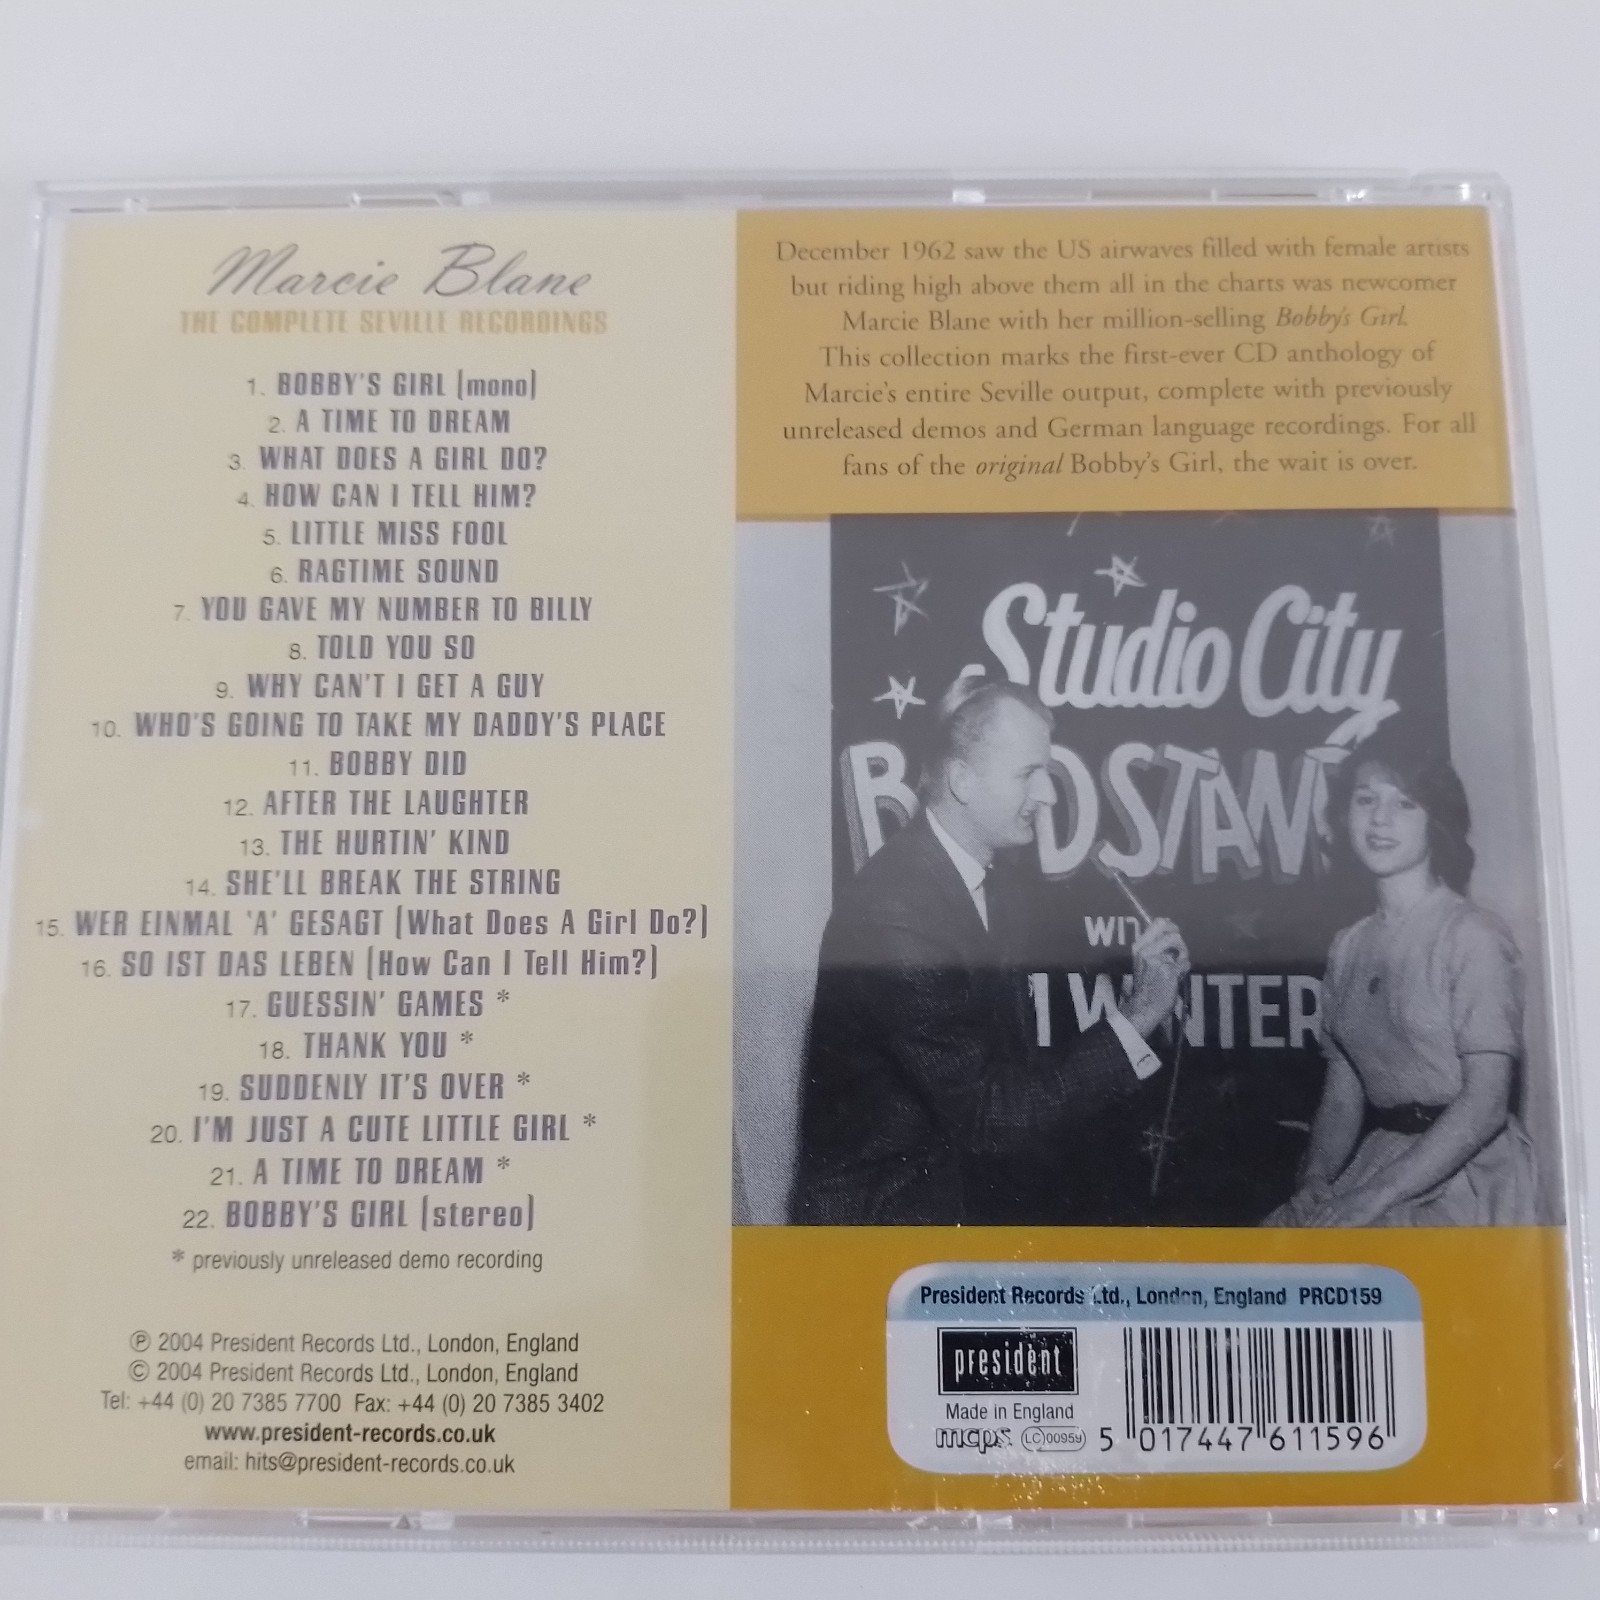 Marcie Blane
THE COMPLETE SEVILLE RECORDINGS
1. BOBBY'S GIRL (mono)
2. A TIME TO DREAM
3. WHAT DOES A GIRL DO?
4. HOW CAN I TELL HIM?
5. LITTLE MISS FOOL
6. RAGTIME SOUND
7. YOU GAVE MY NUMBER TO BILLY
8. TOLD YOU SO
9. WHY CAN'T I GET A GUY
10. WHO'S GOING TO TAKE MY DADDY'S PLACE
11. BOBBY DID
12. AFTER THE LAUGHTER
13. THE HURTIN' KIND
14. SHE'LL BREAK THE STRING
15. WER EINMAL 'A' GESAGT (What Does A Girl Do?)
16. SO IST DAS LEBEN (How Can I Tell Him?)
17. GUESSIN' GAMES *
18. THANK YOU *
19. SUDDENLY IT'S OVER *
20. I'M JUST A CUTE LITTLE GIRL *
21. A TIME TO DREAM *
22. BOBBY'S GIRL (stereo)
* previously unreleased demo recording
℗ 2004 President Records Ltd., London, England
© 2004 President Records Ltd., London, England
Tel: +44 (0) 20 7385 7700 Fax: +44 (0) 20 7385 3402
www.president-records.co.uk
email: hits@president-records.co.uk
December 1962 saw the US airwaves filled with female artists
but riding high above them all in the charts was newcomer
Marcie Blane with her million-selling Bobby's Girl.
This collection marks the first-ever CD anthology of
Marcie's entire Seville output, complete with previously
unreleased demos and German language recordings. For all
fans of the original Bobby's Girl, the wait is over.
Studio City
President Records Ltd., London, England PRCD159
president
Made in England
mcps LC 00959
5 017447 611596